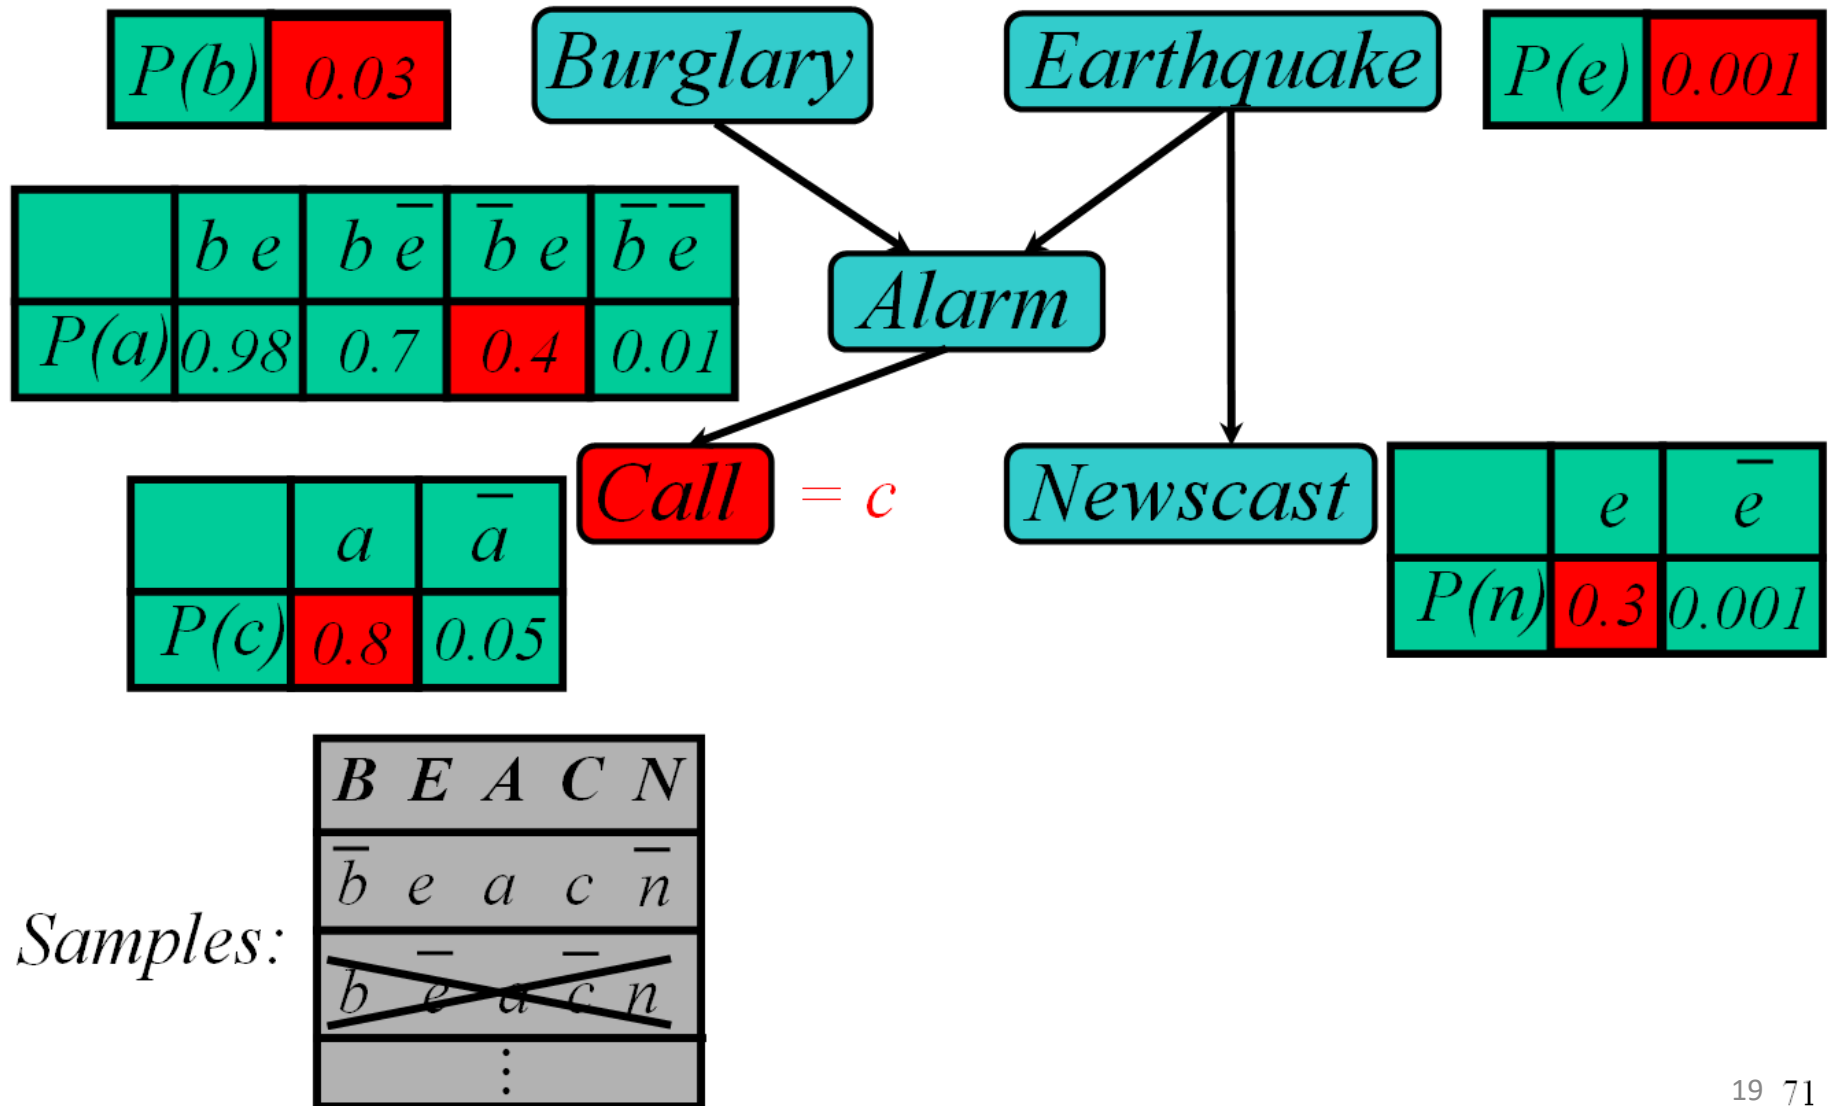 P(b) 0.03
Burglary
Earthquake
P(e) 0.001
b e b e̅ b̅ e b̅ e̅
P(a) 0.98 0.7 0.4 0.01
Alarm
Call = c
Newscast
a a̅
P(c) 0.8 0.05
e e̅
P(n) 0.3 0.001
B E A C N
b̅ e a c n̅
Samples:
b e̅ a c̅ n
⋮
19 71